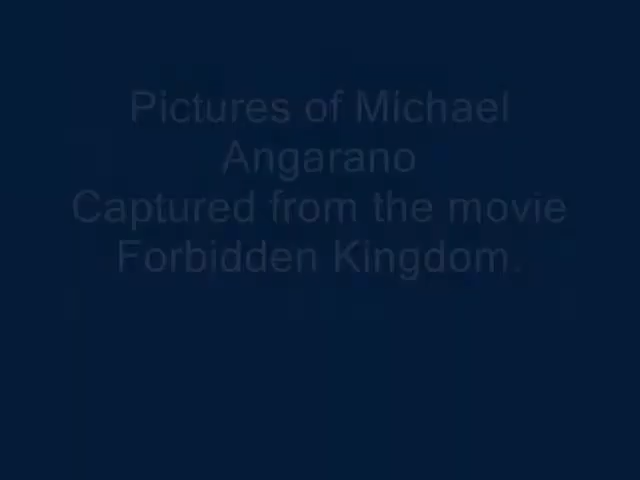 Pictures of Michael
Angarano
Captured from the movie
Forbidden Kingdom.